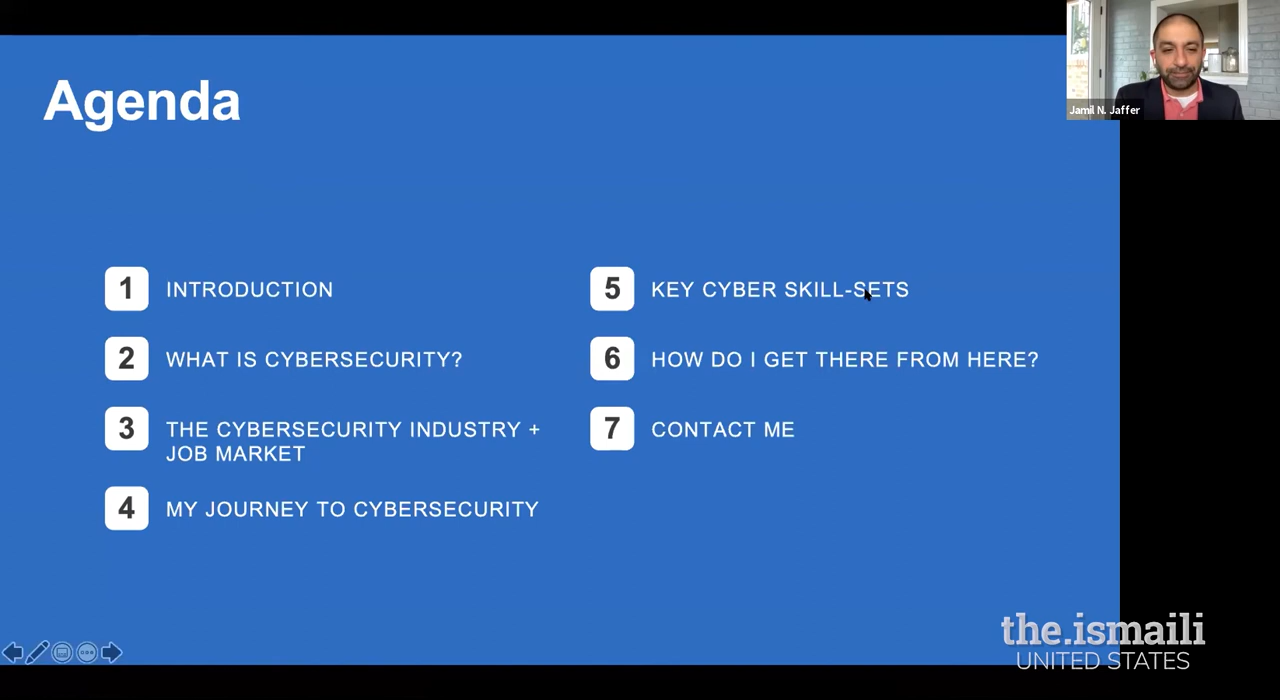 Agenda
Jamil N. Jaffer
1 INTRODUCTION
2 WHAT IS CYBERSECURITY?
3 THE CYBERSECURITY INDUSTRY +
JOB MARKET
4 MY JOURNEY TO CYBERSECURITY
5 KEY CYBER SKILL-SETS
6 HOW DO I GET THERE FROM HERE?
7 CONTACT ME
the.ismaili
UNITED STATES